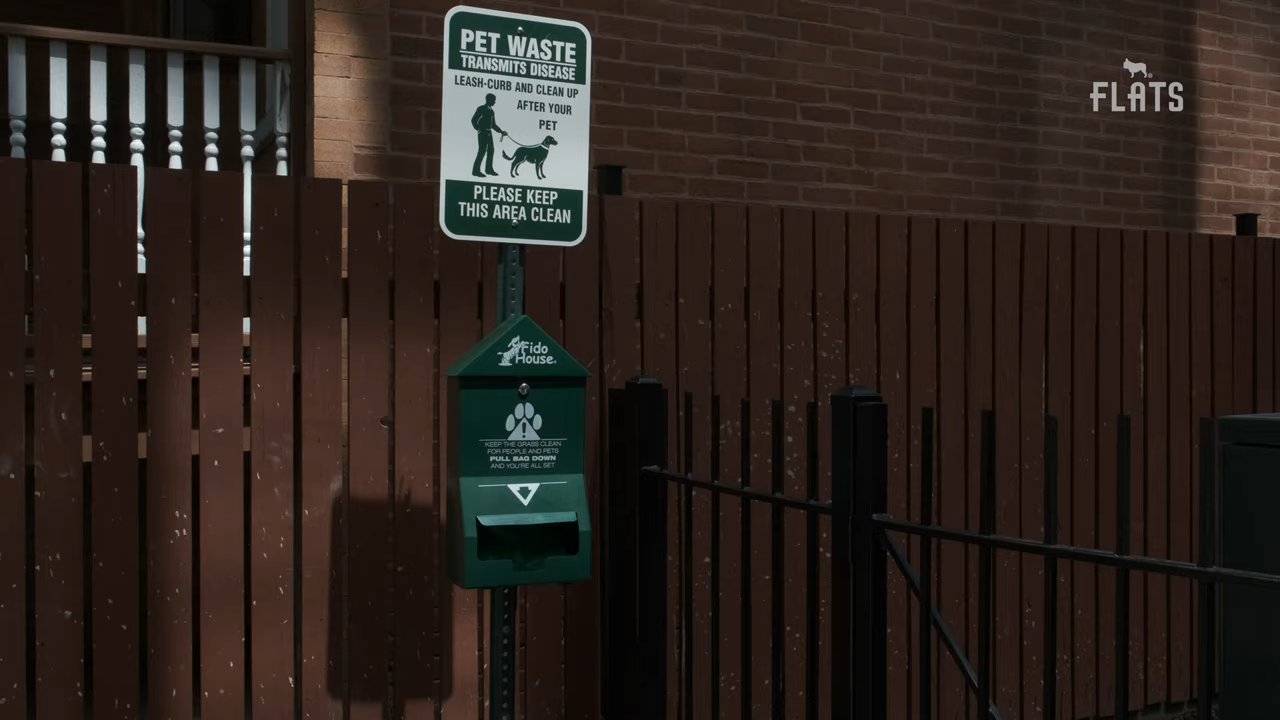 PET WASTE
TRANSMITS DISEASE
LEASH-CURB AND CLEAN UP
AFTER YOUR
PET
PLEASE KEEP
THIS AREA CLEAN
FLATS
Fido
House
KEEP THE GRASS CLEAN
FOR PEOPLE AND PETS
PULL BAG DOWN
AND YOU'RE ALL SET